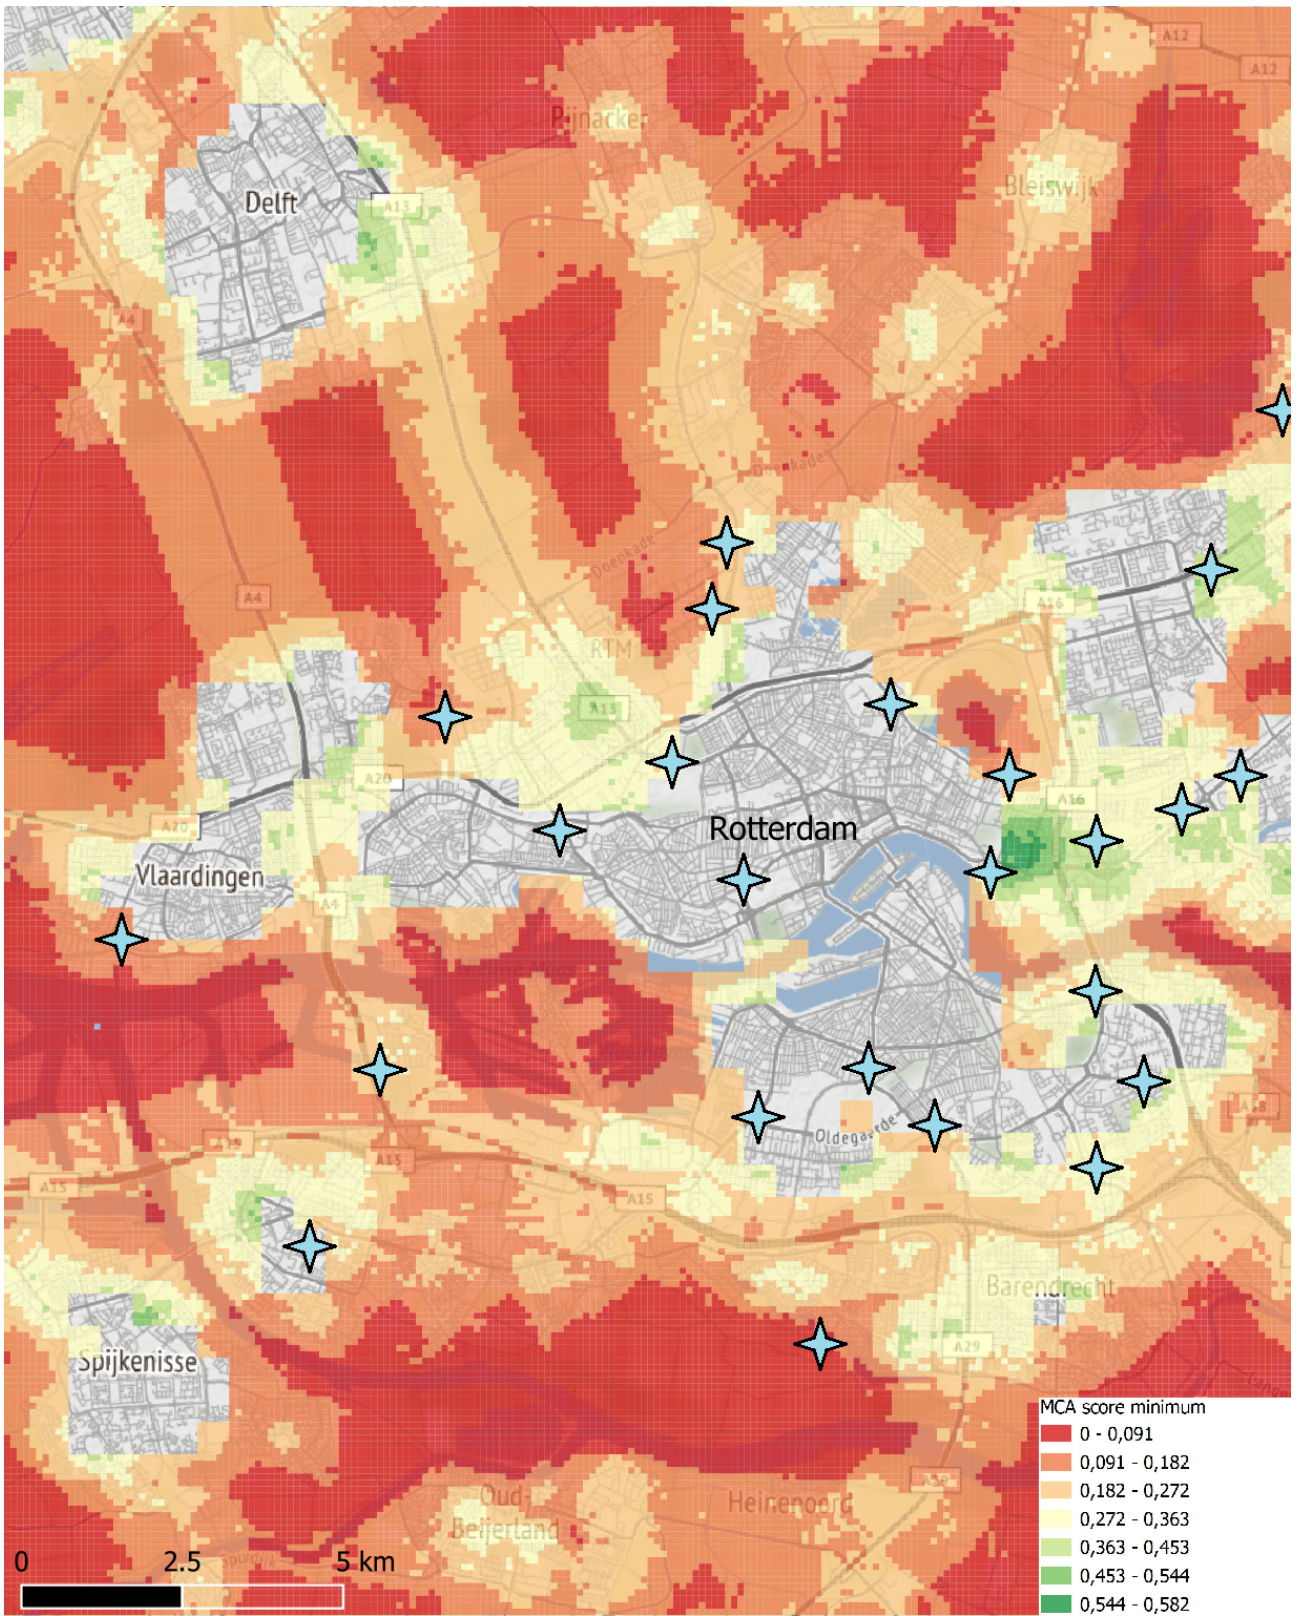 A12
A12
Pijnacker
Bleiswijk
Delft
A13
A4
Doenkade
Doenkade
A4
A16
RTM
A13
A20
A16
A20
Rotterdam
Vlaardingen
A4
A15
A15
Oldegaarde
A15
A15
Barendrecht
A29
Spijkenisse
MCA score minimum
0 - 0,091
0,091 - 0,182
0,182 - 0,272
0,272 - 0,363
0,363 - 0,453
0,453 - 0,544
0,544 - 0,582
A29
Oud-
Beijerland
Heinenoord
0 2.5 5 km